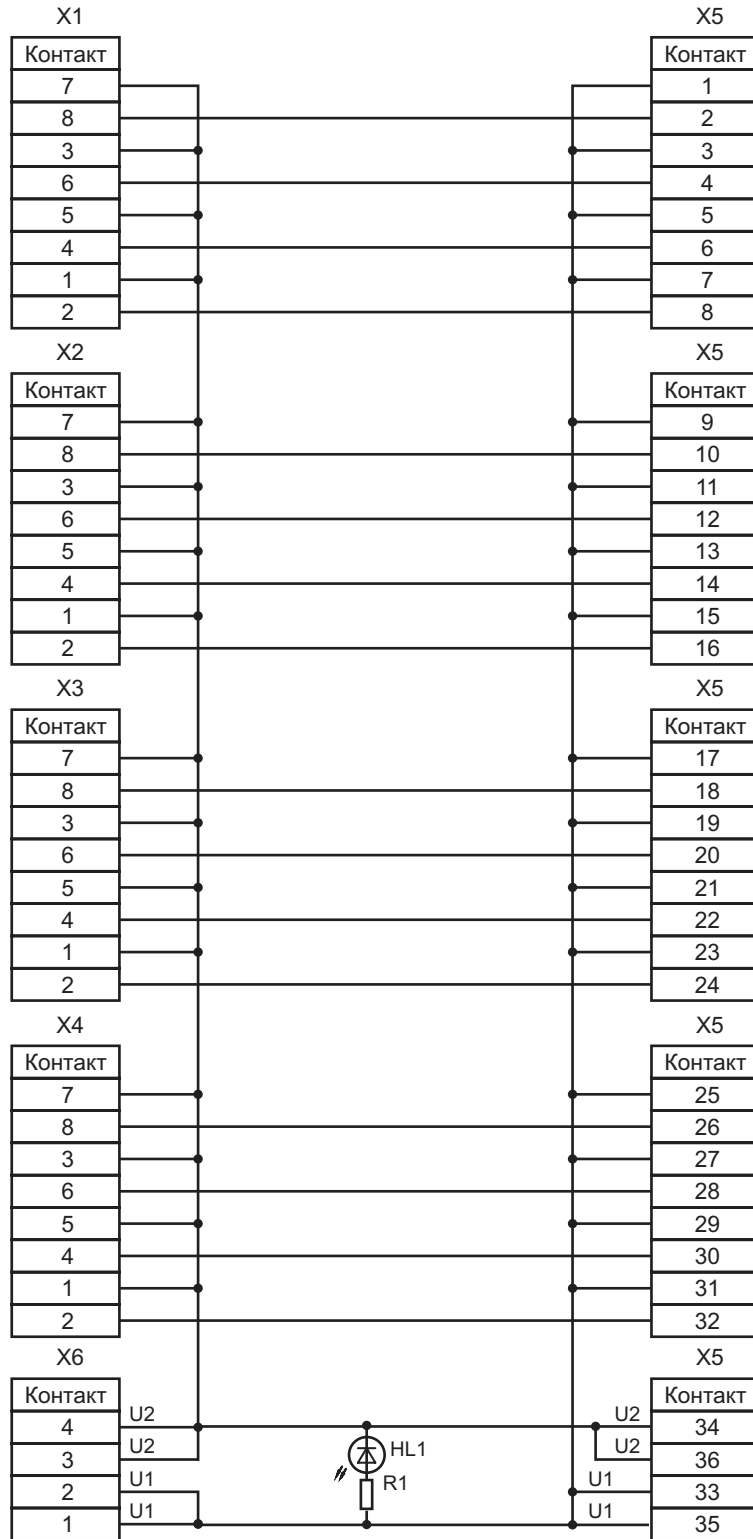 X1 X5
Контакт Контакт
7 1
8 2
3 3
6 4
5 5
4 6
1 7
2 8
X2 X5
Контакт Контакт
7 9
8 10
3 11
6 12
5 13
4 14
1 15
2 16
X3 X5
Контакт Контакт
7 17
8 18
3 19
6 20
5 21
4 22
1 23
2 24
X4 X5
Контакт Контакт
7 25
8 26
3 27
6 28
5 29
4 30
1 31
2 32
X6 X5
Контакт Контакт
4 U2 U2 34
3 U2 HL1 U2 36
2 U1 R1 U1 33
1 U1 U1 35